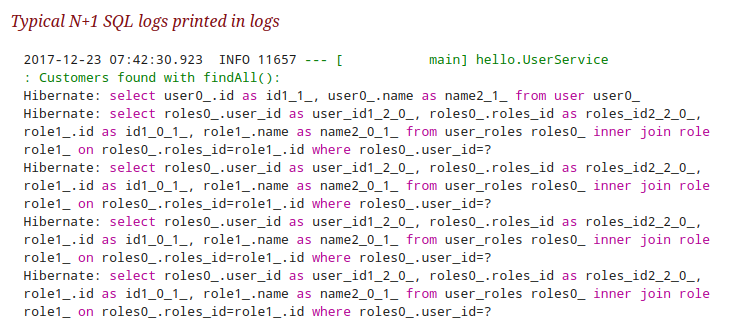 Typical N+1 SQL logs printed in logs
2017-12-23 07:42:30.923  INFO 11657 --- [           main] hello.UserService
: Customers found with findAll():
Hibernate: select user0_.id as id1_1_, user0_.name as name2_1_ from user user0_
Hibernate: select roles0_.user_id as user_id1_2_0_, roles0_.roles_id as roles_id2_2_0_,
role1_.id as id1_0_1_, role1_.name as name2_0_1_ from user_roles roles0_ inner join role
role1_ on roles0_.roles_id=role1_.id where roles0_.user_id=?
Hibernate: select roles0_.user_id as user_id1_2_0_, roles0_.roles_id as roles_id2_2_0_,
role1_.id as id1_0_1_, role1_.name as name2_0_1_ from user_roles roles0_ inner join role
role1_ on roles0_.roles_id=role1_.id where roles0_.user_id=?
Hibernate: select roles0_.user_id as user_id1_2_0_, roles0_.roles_id as roles_id2_2_0_,
role1_.id as id1_0_1_, role1_.name as name2_0_1_ from user_roles roles0_ inner join role
role1_ on roles0_.roles_id=role1_.id where roles0_.user_id=?
Hibernate: select roles0_.user_id as user_id1_2_0_, roles0_.roles_id as roles_id2_2_0_,
role1_.id as id1_0_1_, role1_.name as name2_0_1_ from user_roles roles0_ inner join role
role1_ on roles0_.roles_id=role1_.id where roles0_.user_id=?